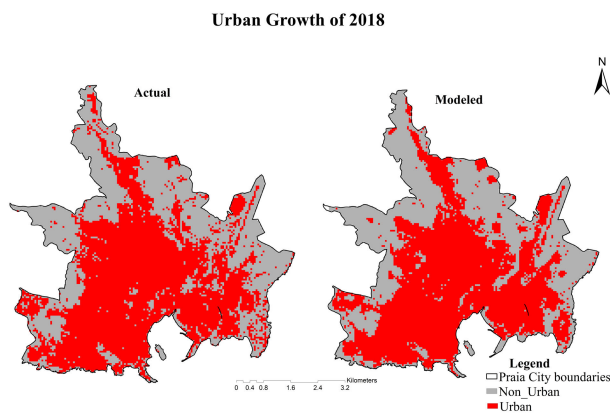 Urban Growth of 2018
N
Actual
Modeled
Legend
Praia City boundaries
Non_Urban
Urban
Kilometers
0 0.4 0.8 1.6 2.4 3.2